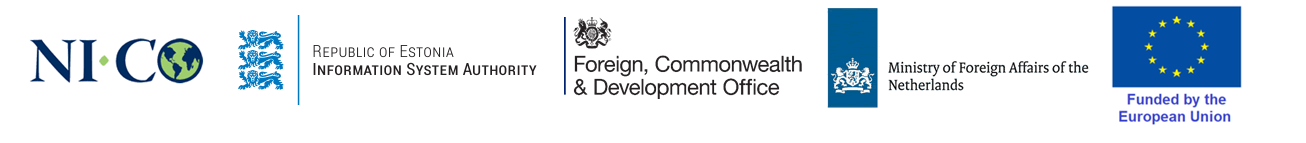 NI-CO
REPUBLIC OF ESTONIA
INFORMATION SYSTEM AUTHORITY
Foreign, Commonwealth
& Development Office
Ministry of Foreign Affairs of the
Netherlands
Funded by the
European Union